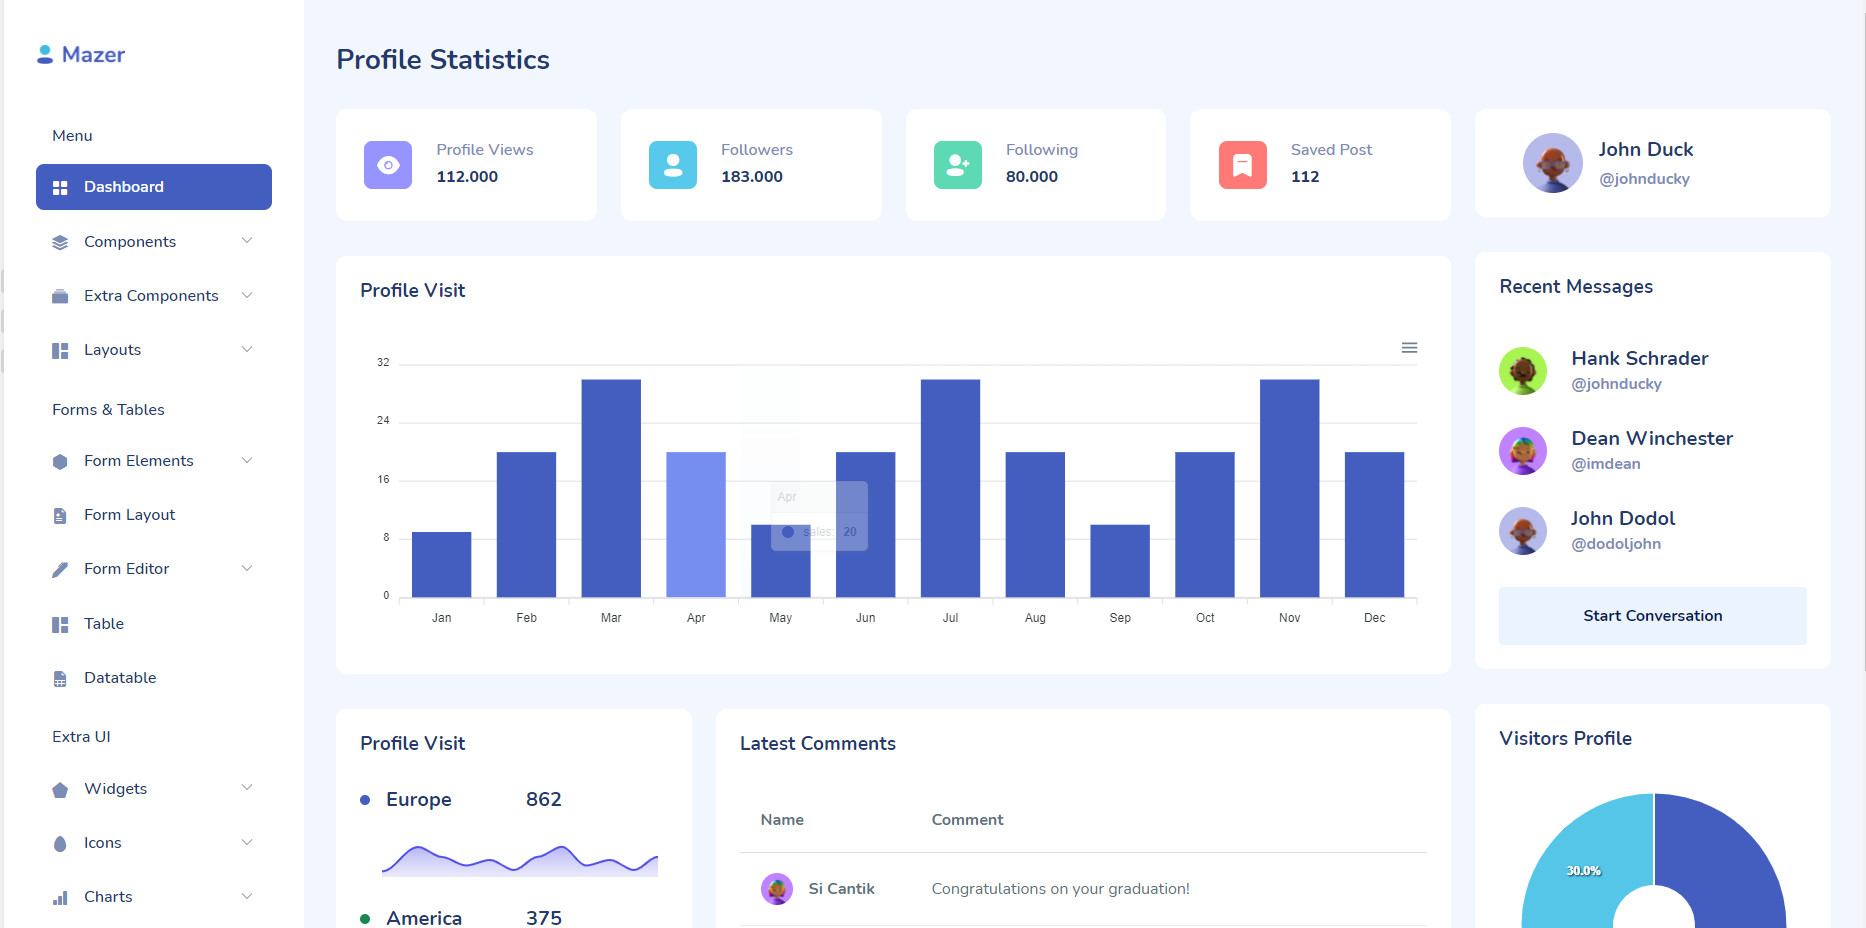 Mazer
Menu
Dashboard
Components
Extra Components
Layouts
Forms & Tables
Form Elements
Form Layout
Form Editor
Table
Datatable
Extra UI
Widgets
Icons
Charts
Profile Statistics
Profile Views
112.000
Followers
183.000
Following
80.000
Saved Post
112
John Duck
@johnducky
Profile Visit
32
24
16
8
0
Apr
sales: 20
Jan Feb Mar Apr May Jun Jul Aug Sep Oct Nov Dec
Recent Messages
Hank Schrader
@johnducky
Dean Winchester
@imdean
John Dodol
@dodoljohn
Start Conversation
Profile Visit
Europe 862
America 375
Latest Comments
Name Comment
Si Cantik Congratulations on your graduation!
Visitors Profile
30.0%